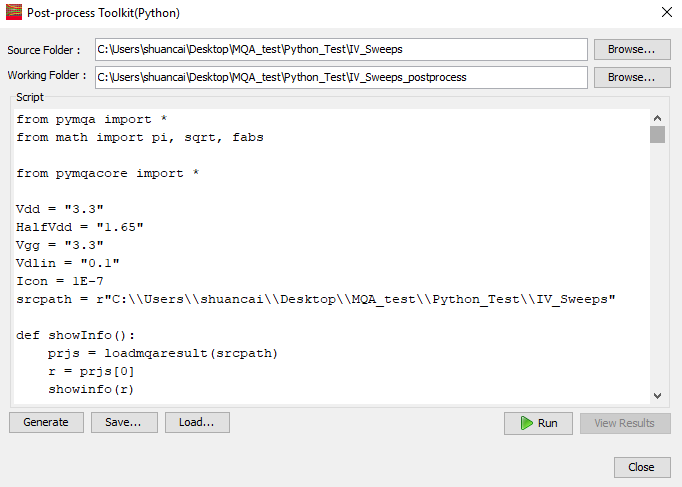 Post-process Toolkit(Python)
Source Folder : C:\Users\shuancai\Desktop\MQA_test\Python_Test\IV_Sweeps Browse...
Working Folder : C:\Users\shuancai\Desktop\MQA_test\Python_Test\IV_Sweeps_postprocess Browse...
Script
from pymqa import *
from math import pi, sqrt, fabs
from pymqacore import *
Vdd = "3.3"
HalfVdd = "1.65"
Vgg = "3.3"
Vdlin = "0.1"
Icon = 1E-7
srcpath = r"C:\\Users\\shuancai\\Desktop\\MQA_test\\Python_Test\\IV_Sweeps"
def showInfo():
    prjs = loadmqaresult(srcpath)
    r = prjs[0]
    showinfo(r)
Generate Save... Load... Run View Results
Close